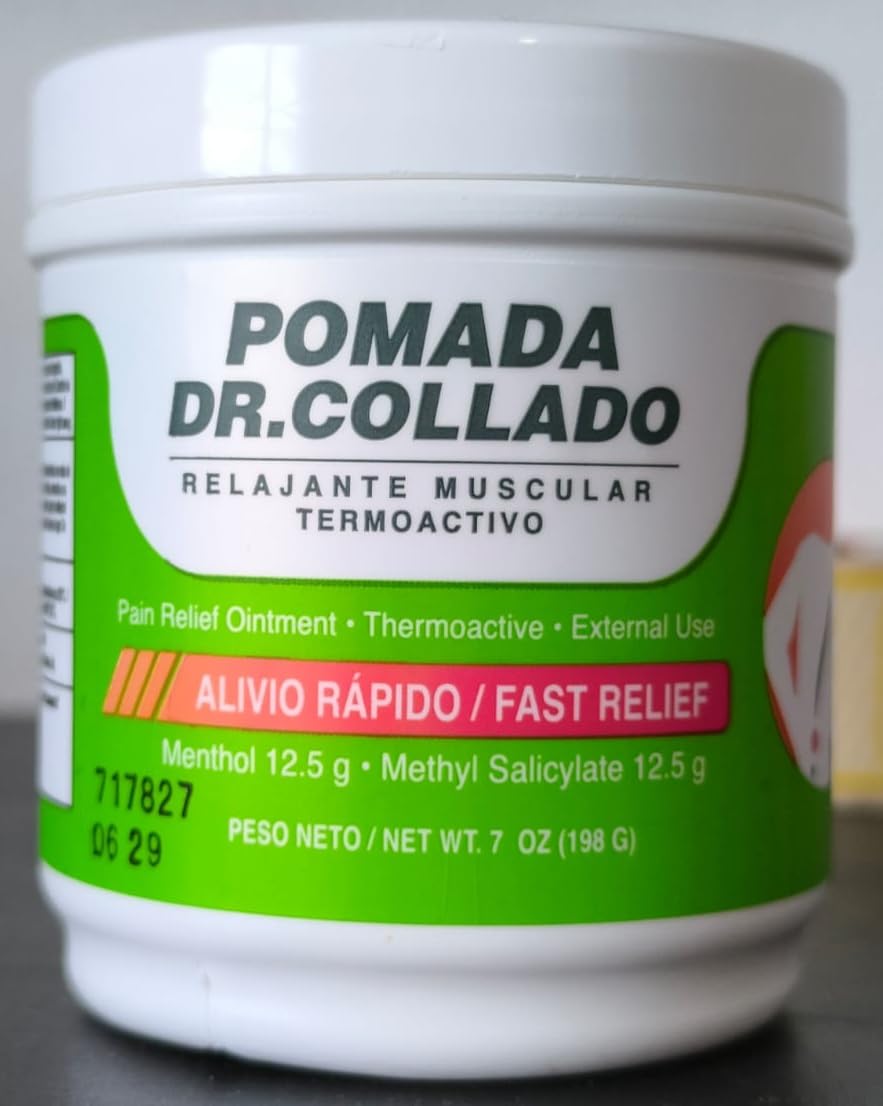 POMADA
DR.COLLADO
RELAJANTE MUSCULAR
TERMOACTIVO
Pain Relief Ointment • Thermoactive • External Use
ALIVIO RÁPIDO / FAST RELIEF
Menthol 12.5 g • Methyl Salicylate 12.5 g
717827
06 29
PESO NETO / NET WT. 7 OZ (198 G)